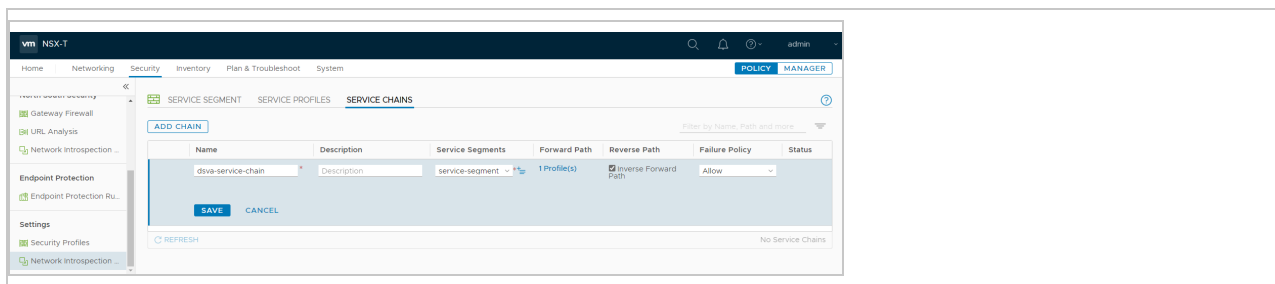 vm NSX-T
admin
Home Networking Security Inventory Plan & Troubleshoot System
POLICY MANAGER
North South Security
Gateway Firewall
URL Analysis
Network Introspection ...
Endpoint Protection
Endpoint Protection Ru...
Settings
Security Profiles
Network Introspection ...
SERVICE SEGMENT SERVICE PROFILES SERVICE CHAINS
ADD CHAIN
Filter by Name, Path and more
Name Description Service Segments Forward Path Reverse Path Failure Policy Status
dsva-service-chain * Description service-segment * 1 Profile(s) Inverse Forward Allow
Path
SAVE CANCEL
REFRESH No Service Chains